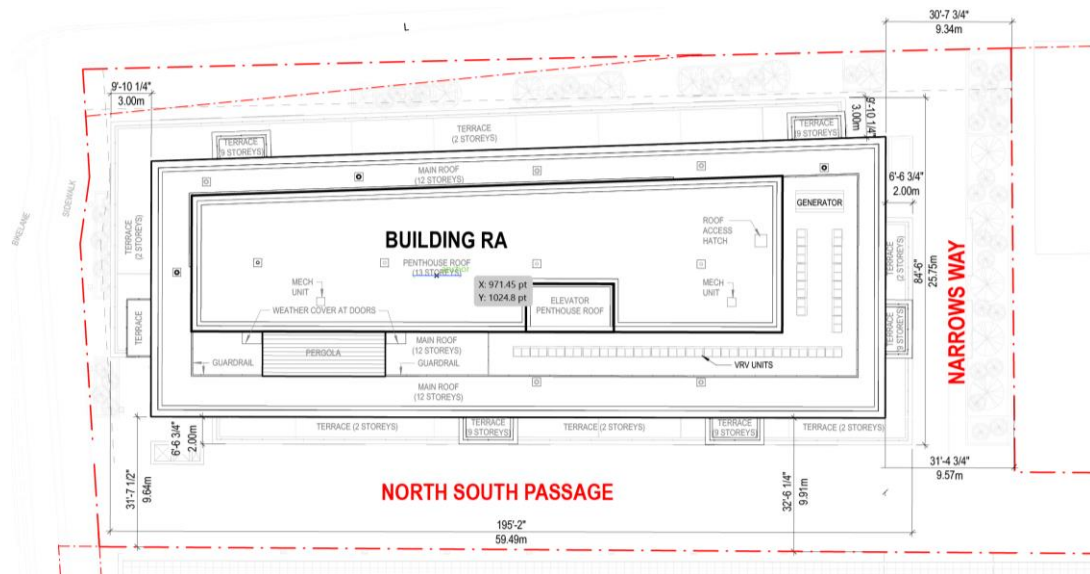 L
30'-7 3/4"
9.34m
9'-10 1/4"
3.00m
9'-10 1/4"
3.00m
TERRACE
(9 STOREYS)
TERRACE
(2 STOREYS)
TERRACE
(9 STOREYS)
MAIN ROOF
(12 STOREYS)
6'-6 3/4"
2.00m
SIDEWALK
BIKELANE
TERRACE
(2 STOREYS)
GENERATOR
ROOF
ACCESS
HATCH
BUILDING RA
PENTHOUSE ROOF
(13 STOREYS)
TERRACE
(2 STOREYS)
84'-6"
25.75m
NARROWS WAY
X: 971.45 pt
Y: 1024.8 pt
MECH
UNIT
MECH
UNIT
ELEVATOR
PENTHOUSE ROOF
WEATHER COVER AT DOORS
TERRACE
TERRACE
(9 STOREYS)
PERGOLA
MAIN ROOF
(12 STOREYS)
GUARDRAIL
GUARDRAIL
VRV UNITS
MAIN ROOF
(12 STOREYS)
TERRACE (2 STOREYS)
TERRACE
(9 STOREYS)
TERRACE (2 STOREYS)
TERRACE
(9 STOREYS)
TERRACE (2 STOREYS)
6'-6 3/4"
2.00m
31'-7 1/2"
9.64m
32'-6 1/4"
9.91m
31'-4 3/4"
9.57m
NORTH SOUTH PASSAGE
195'-2"
59.49m